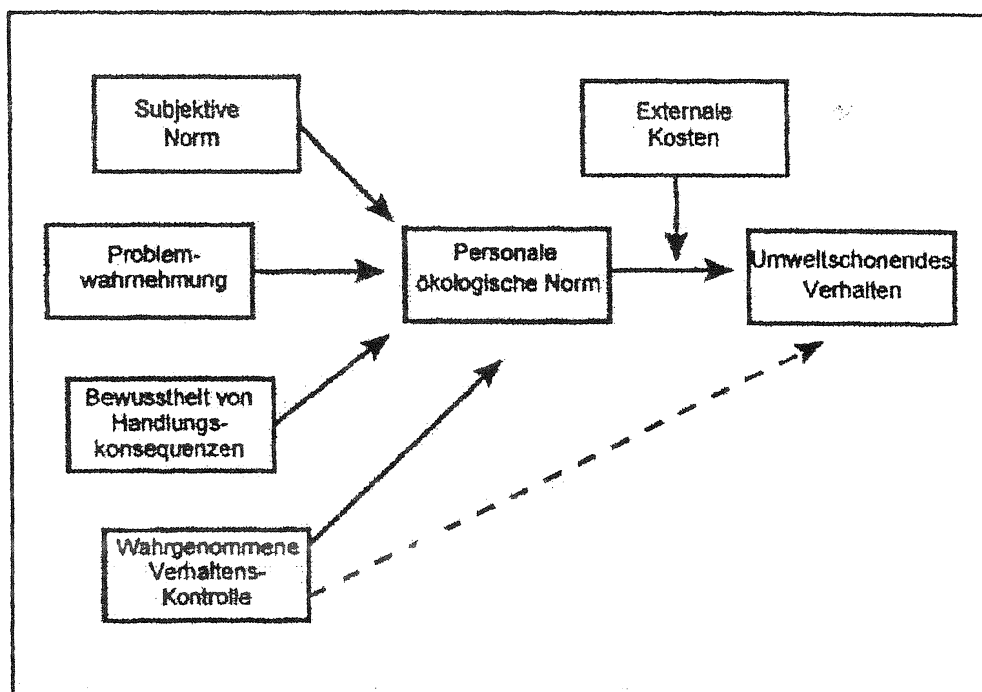 Subjektive
Norm
Externale
Kosten
Problem-
wahrnehmung
Personale
ökologische Norm
Umweltschonendes
Verhalten
Bewusstheit von
Handlungs-
konsequenzen
Wahrgenommene
Verhaltens-
Kontrolle